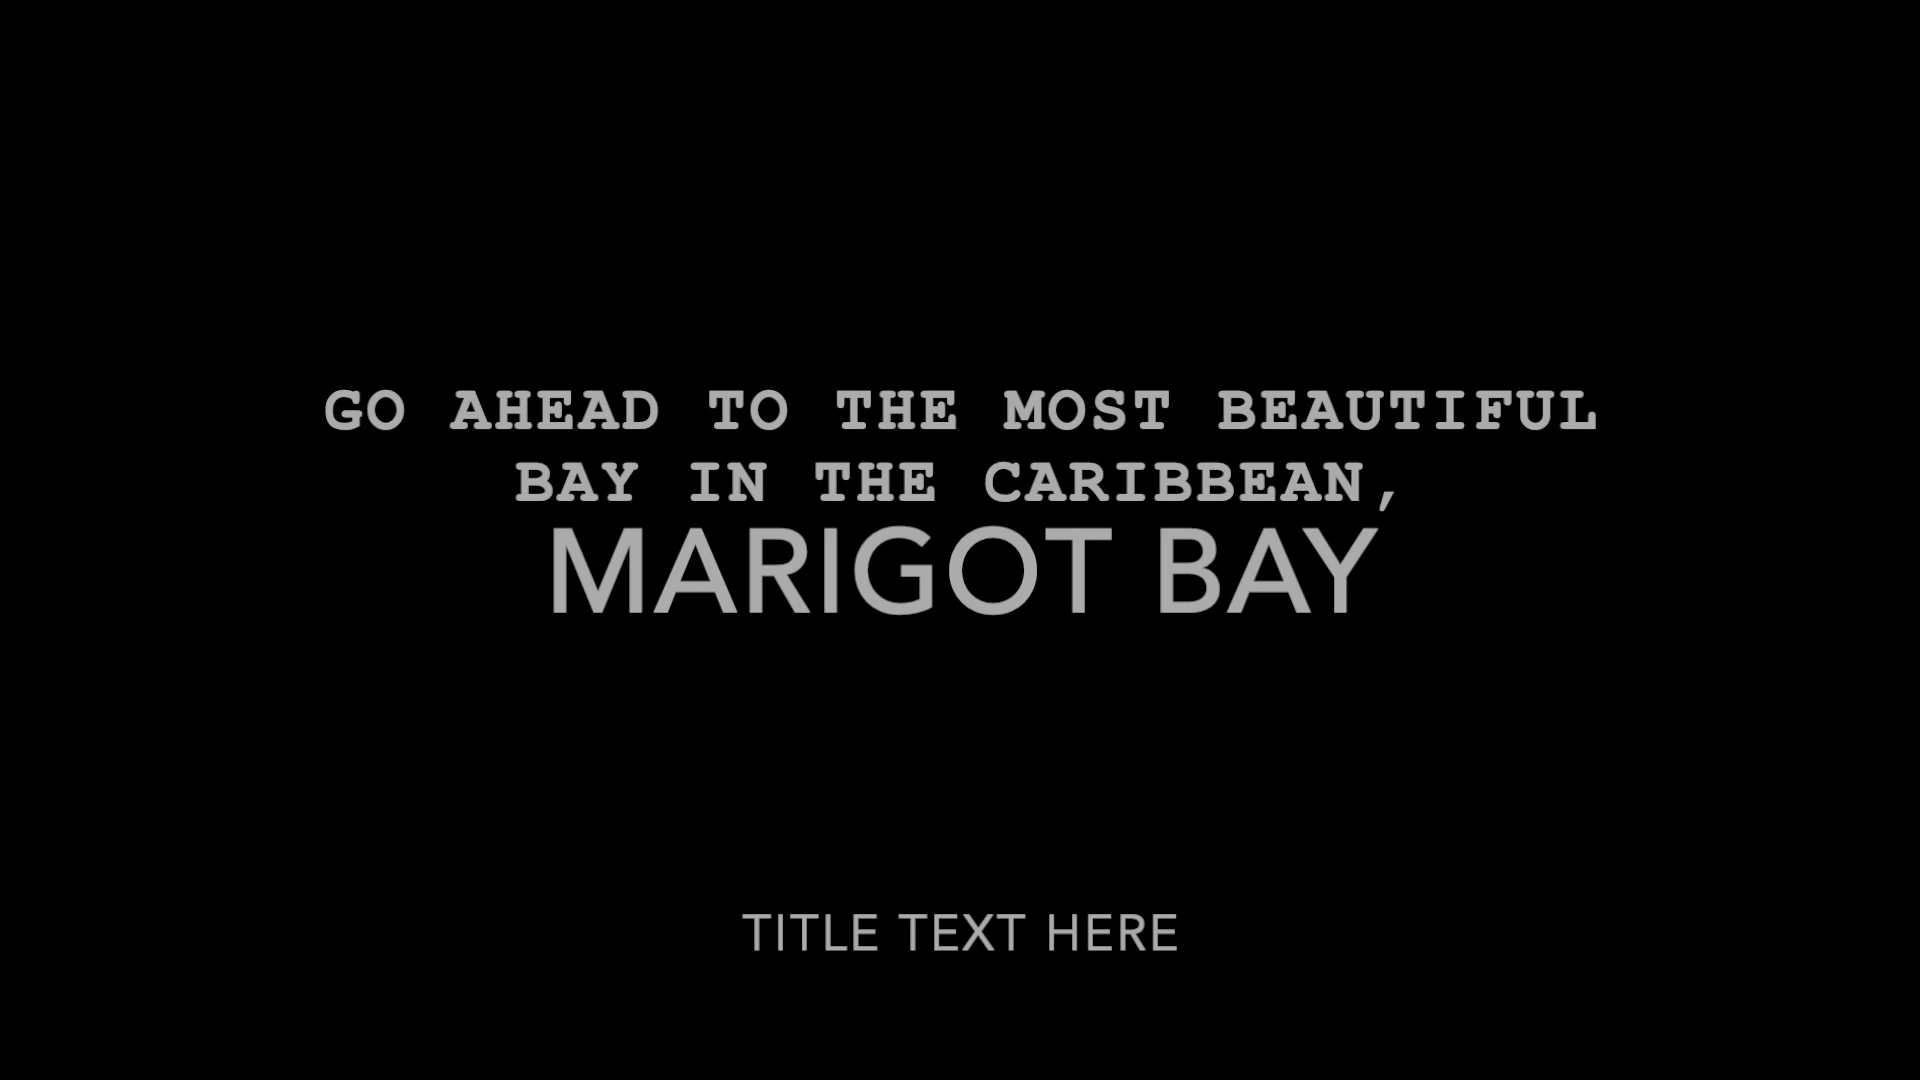 GO AHEAD TO THE MOST BEAUTIFUL
BAY IN THE CARIBBEAN,
MARIGOT BAY
TITLE TEXT HERE